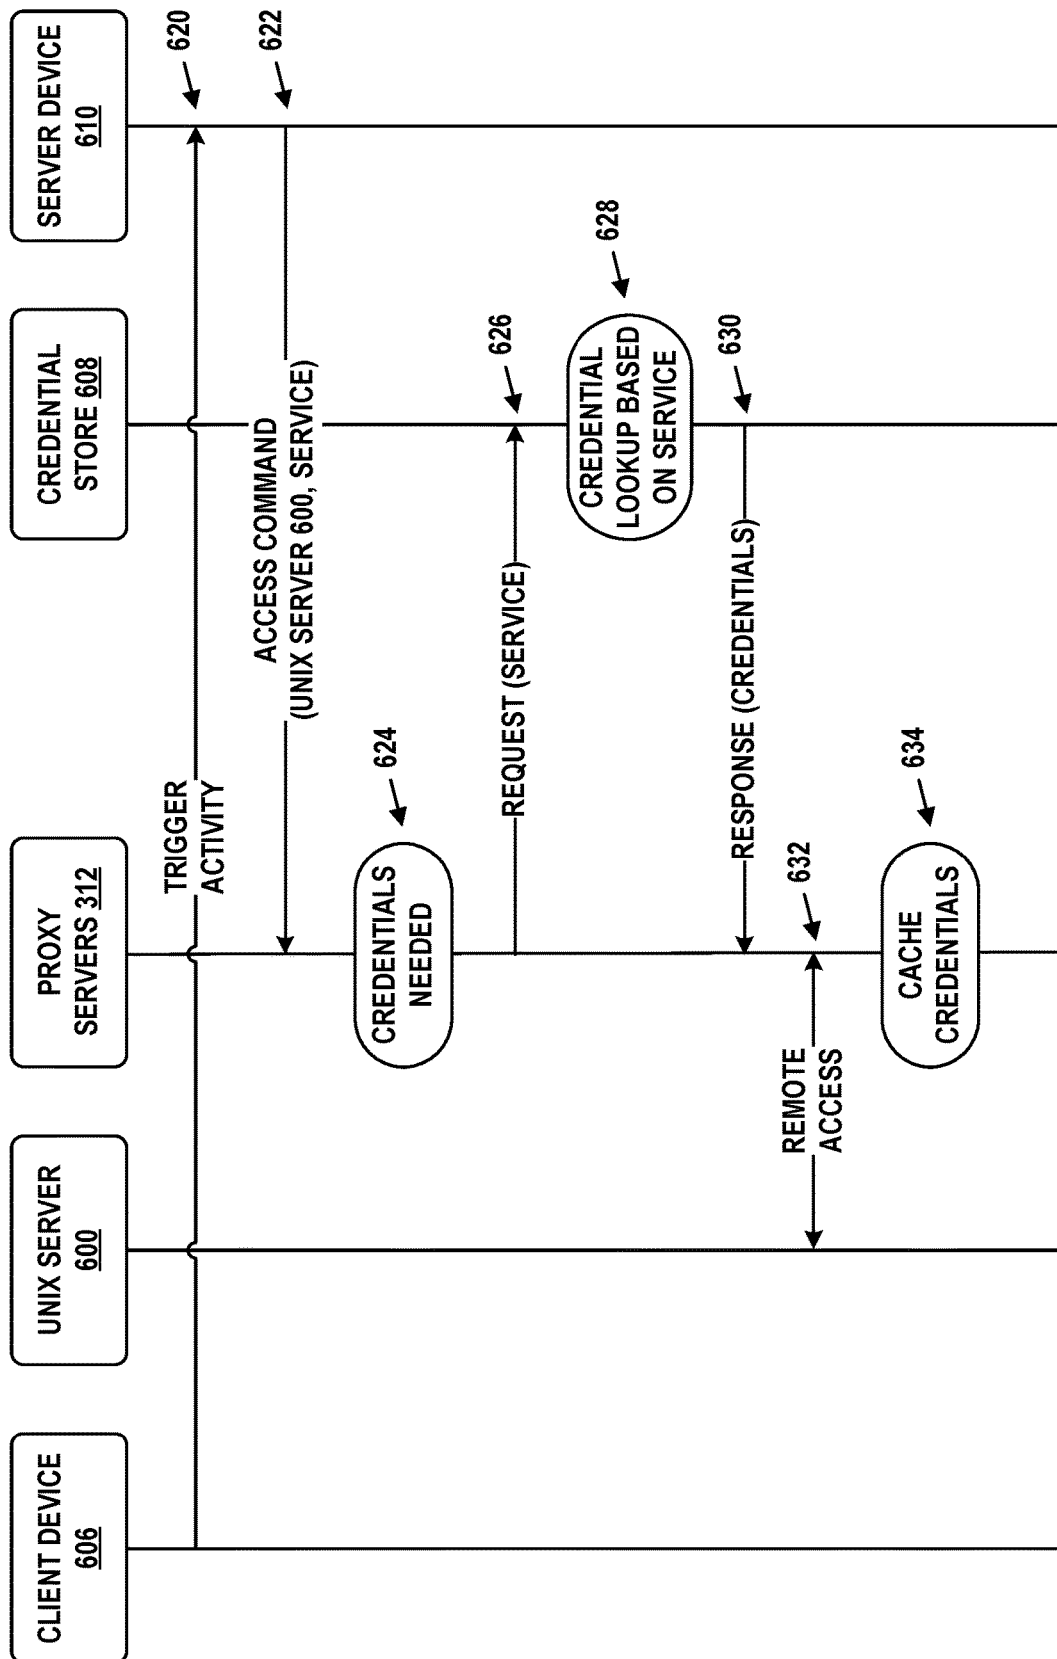 CLIENT DEVICE
606
UNIX SERVER
600
PROXY
SERVERS 312
CREDENTIAL
STORE 608
SERVER DEVICE
610
TRIGGER
ACTIVITY
620
ACCESS COMMAND
(UNIX SERVER 600, SERVICE)
622
CREDENTIALS
NEEDED
624
REQUEST (SERVICE)
626
CREDENTIAL
LOOKUP BASED
ON SERVICE
628
RESPONSE (CREDENTIALS)
630
REMOTE
ACCESS
632
CACHE
CREDENTIALS
634